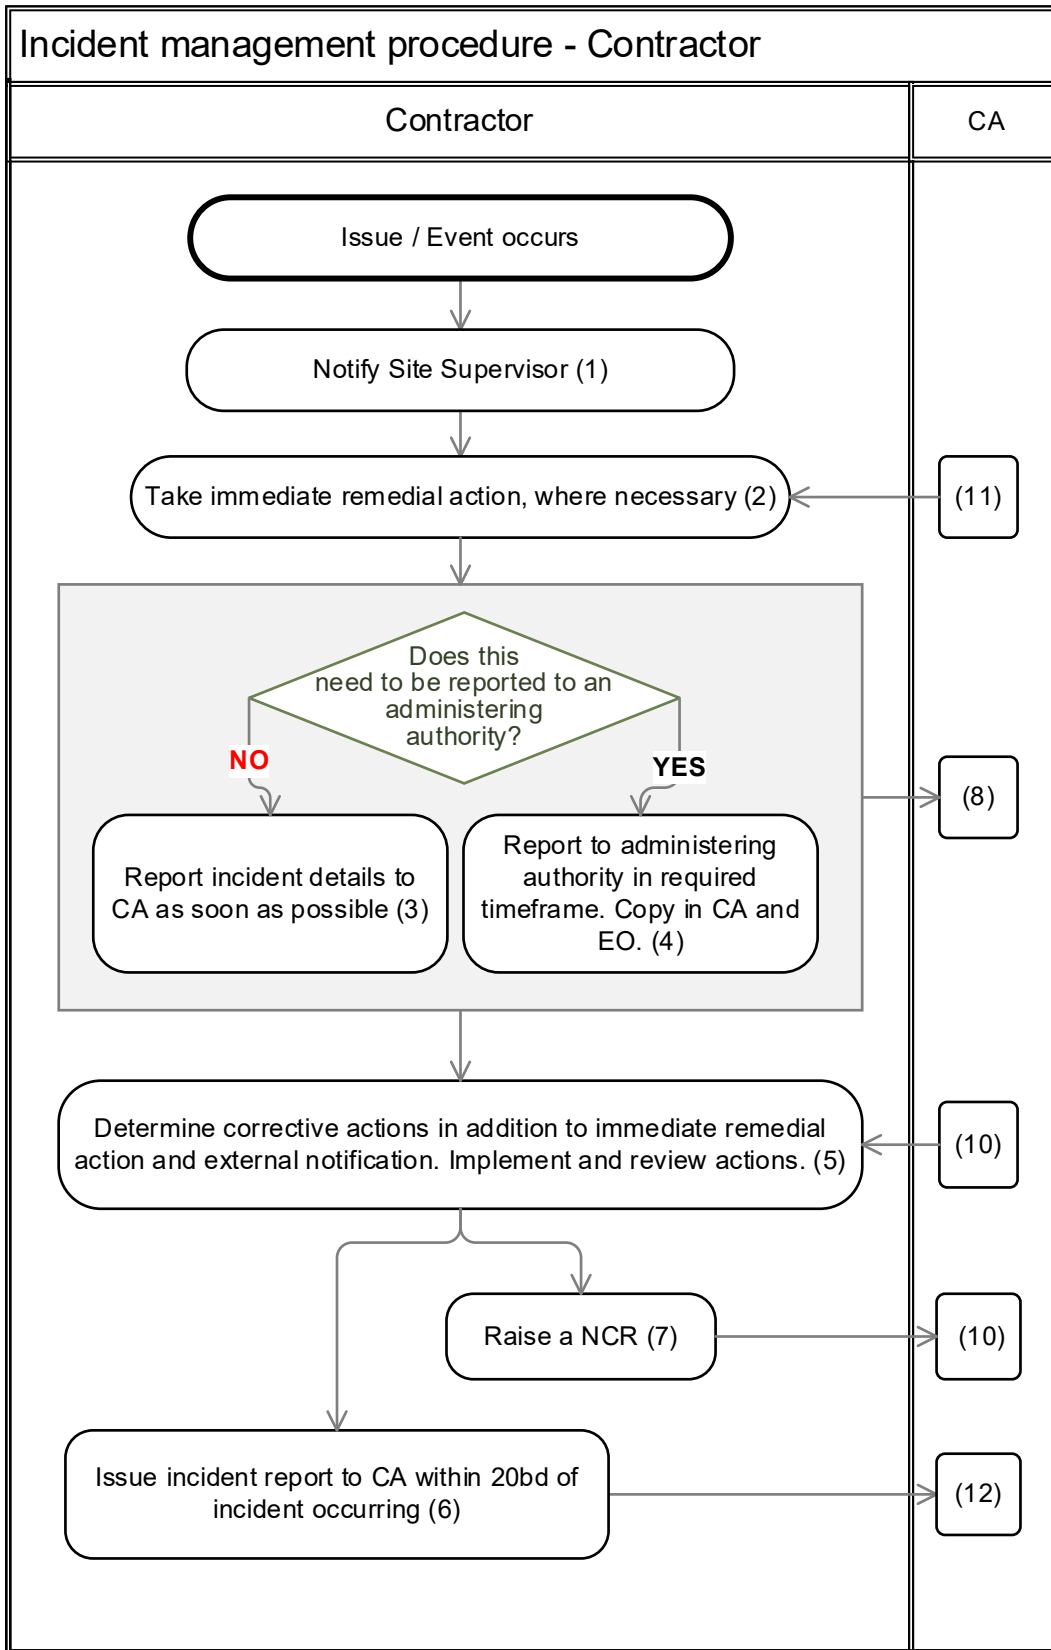 Incident management procedure - Contractor
Contractor
CA
Issue / Event occurs
Notify Site Supervisor (1)
Take immediate remedial action, where necessary (2)
(11)
Does this
need to be reported to an
administering
authority?
NO
YES
(8)
Report incident details to
CA as soon as possible (3)
Report to administering
authority in required
timeframe. Copy in CA and
EO. (4)
Determine corrective actions in addition to immediate remedial
action and external notification. Implement and review actions. (5)
(10)
Raise a NCR (7)
(10)
Issue incident report to CA within 20bd of
incident occurring (6)
(12)